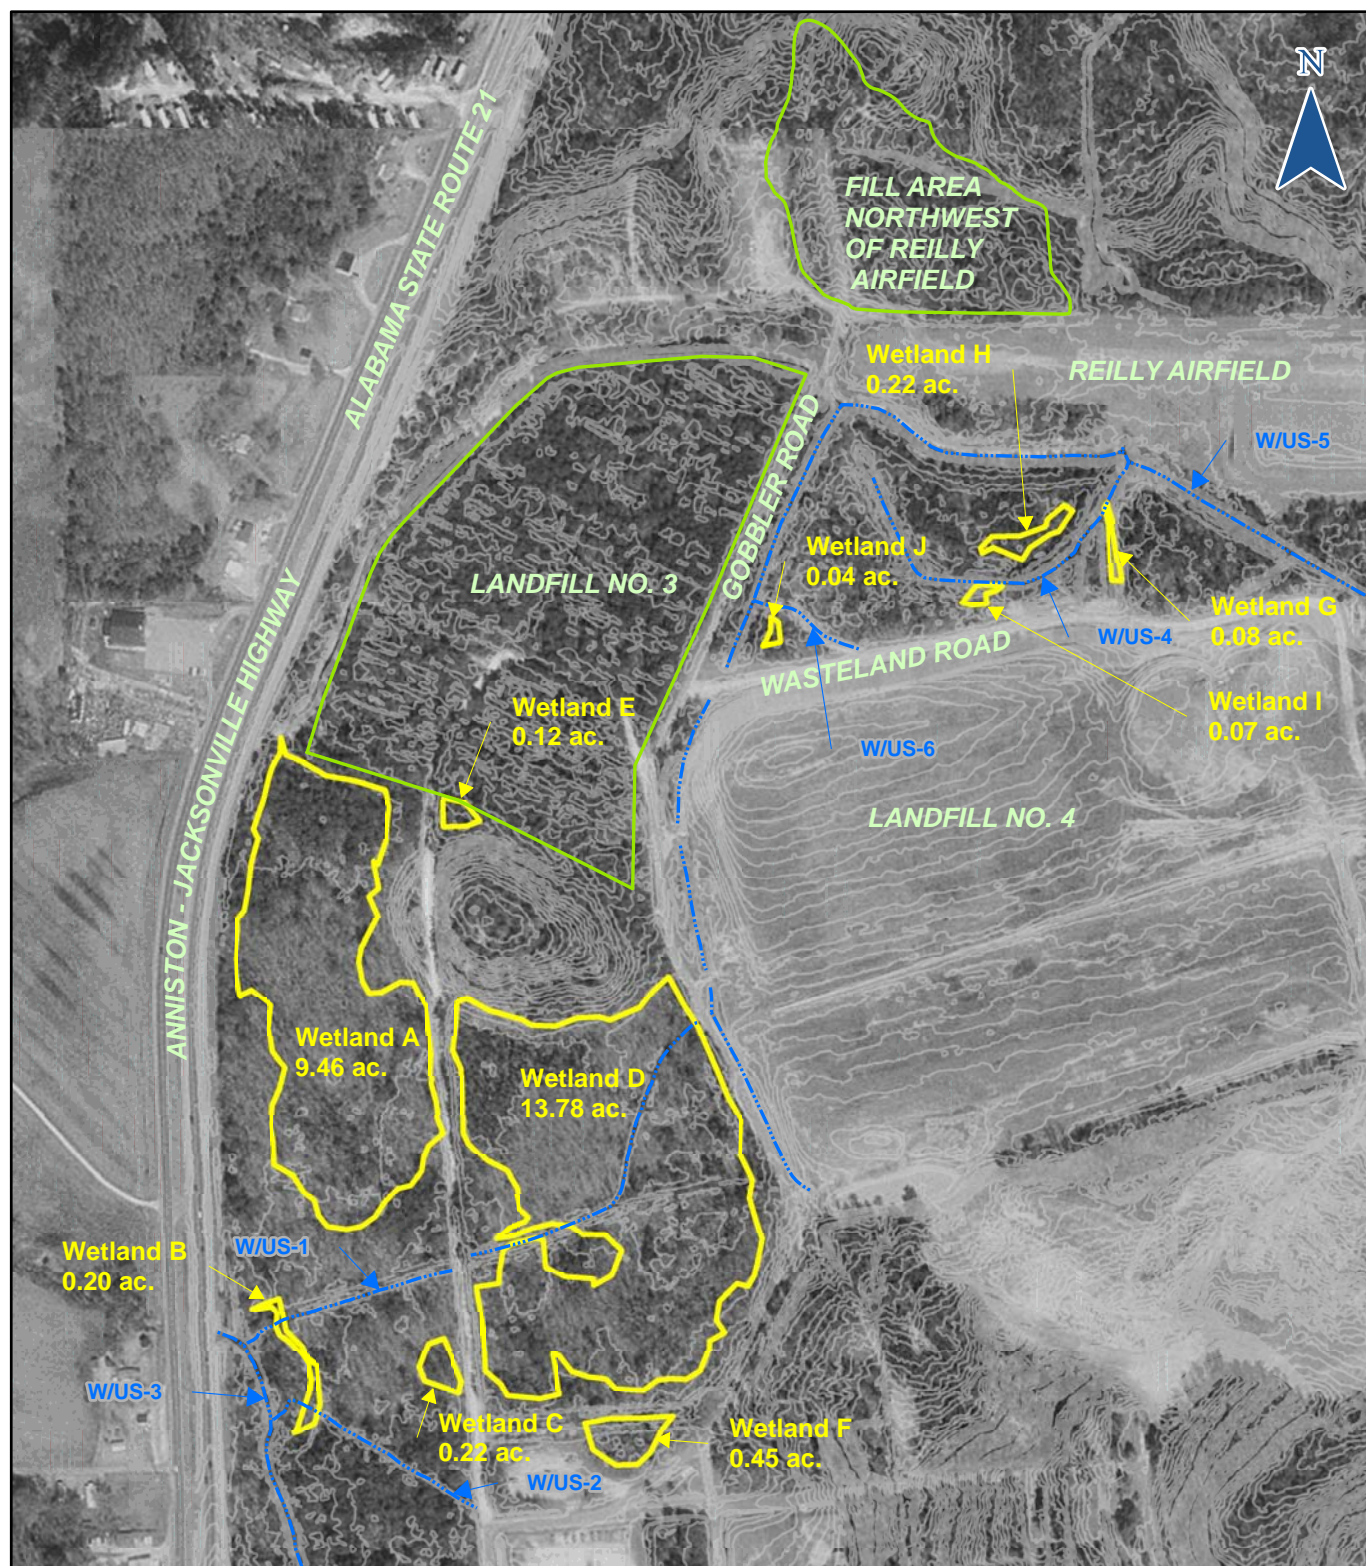 N
ALABAMA STATE ROUTE 21
FILL AREA
NORTHWEST
OF REILLY
AIRFIELD
Wetland H
0.22 ac.
REILLY AIRFIELD
W/US-5
GOBBLER ROAD
Wetland J
0.04 ac.
LANDFILL NO. 3
Wetland G
0.08 ac.
W/US-4
WASTELAND ROAD
Wetland I
0.07 ac.
Wetland E
0.12 ac.
W/US-6
LANDFILL NO. 4
ANNISTON - JACKSONVILLE HIGHWAY
Wetland A
9.46 ac.
Wetland D
13.78 ac.
Wetland B
0.20 ac.
W/US-1
W/US-3
Wetland C
0.22 ac.
Wetland F
0.45 ac.
W/US-2